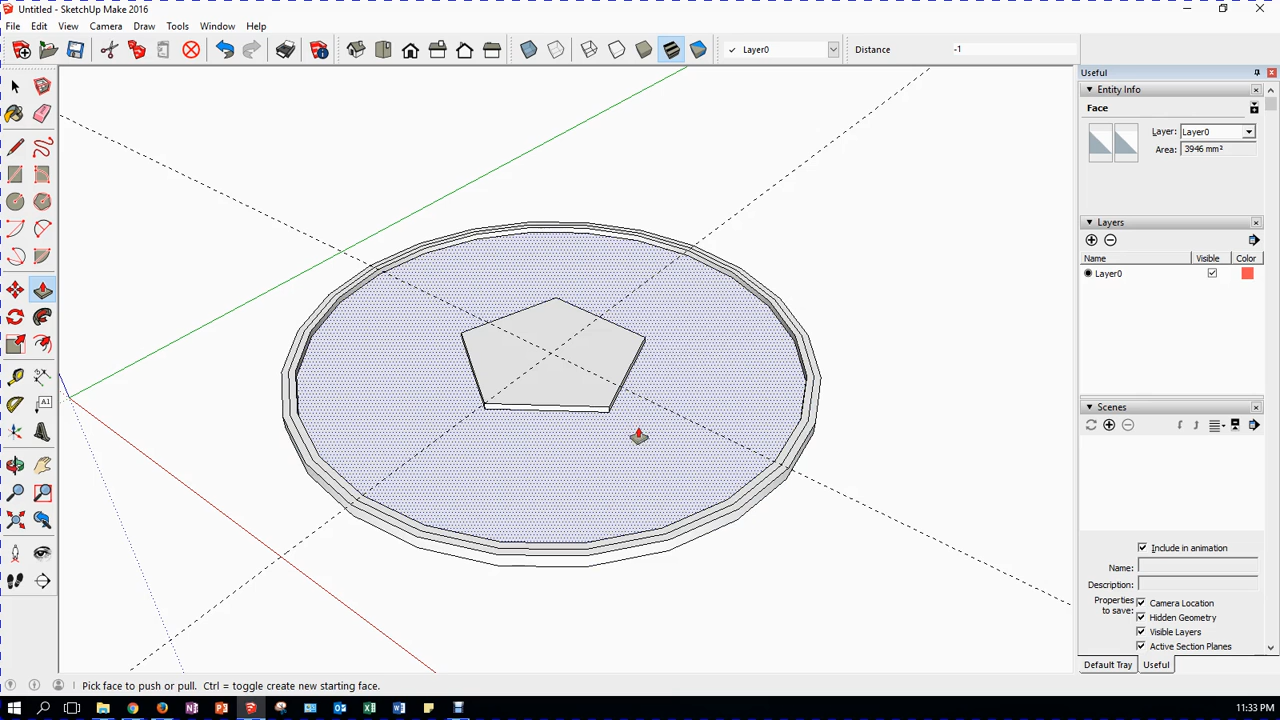 Untitled - SketchUp Make 2016
File Edit View Camera Draw Tools Window Help
Layer0
Distance
-1
Useful
Entity Info
Face
Layer: Layer0
Area: 3946 mm²
Layers
Name Visible Color
Layer0
Scenes
Include in animation
Name:
Description:
Properties to save:
Camera Location
Hidden Geometry
Visible Layers
Active Section Planes
Default Tray Useful
A1
Pick face to push or pull. Ctrl = toggle create new starting face.
11:33 PM